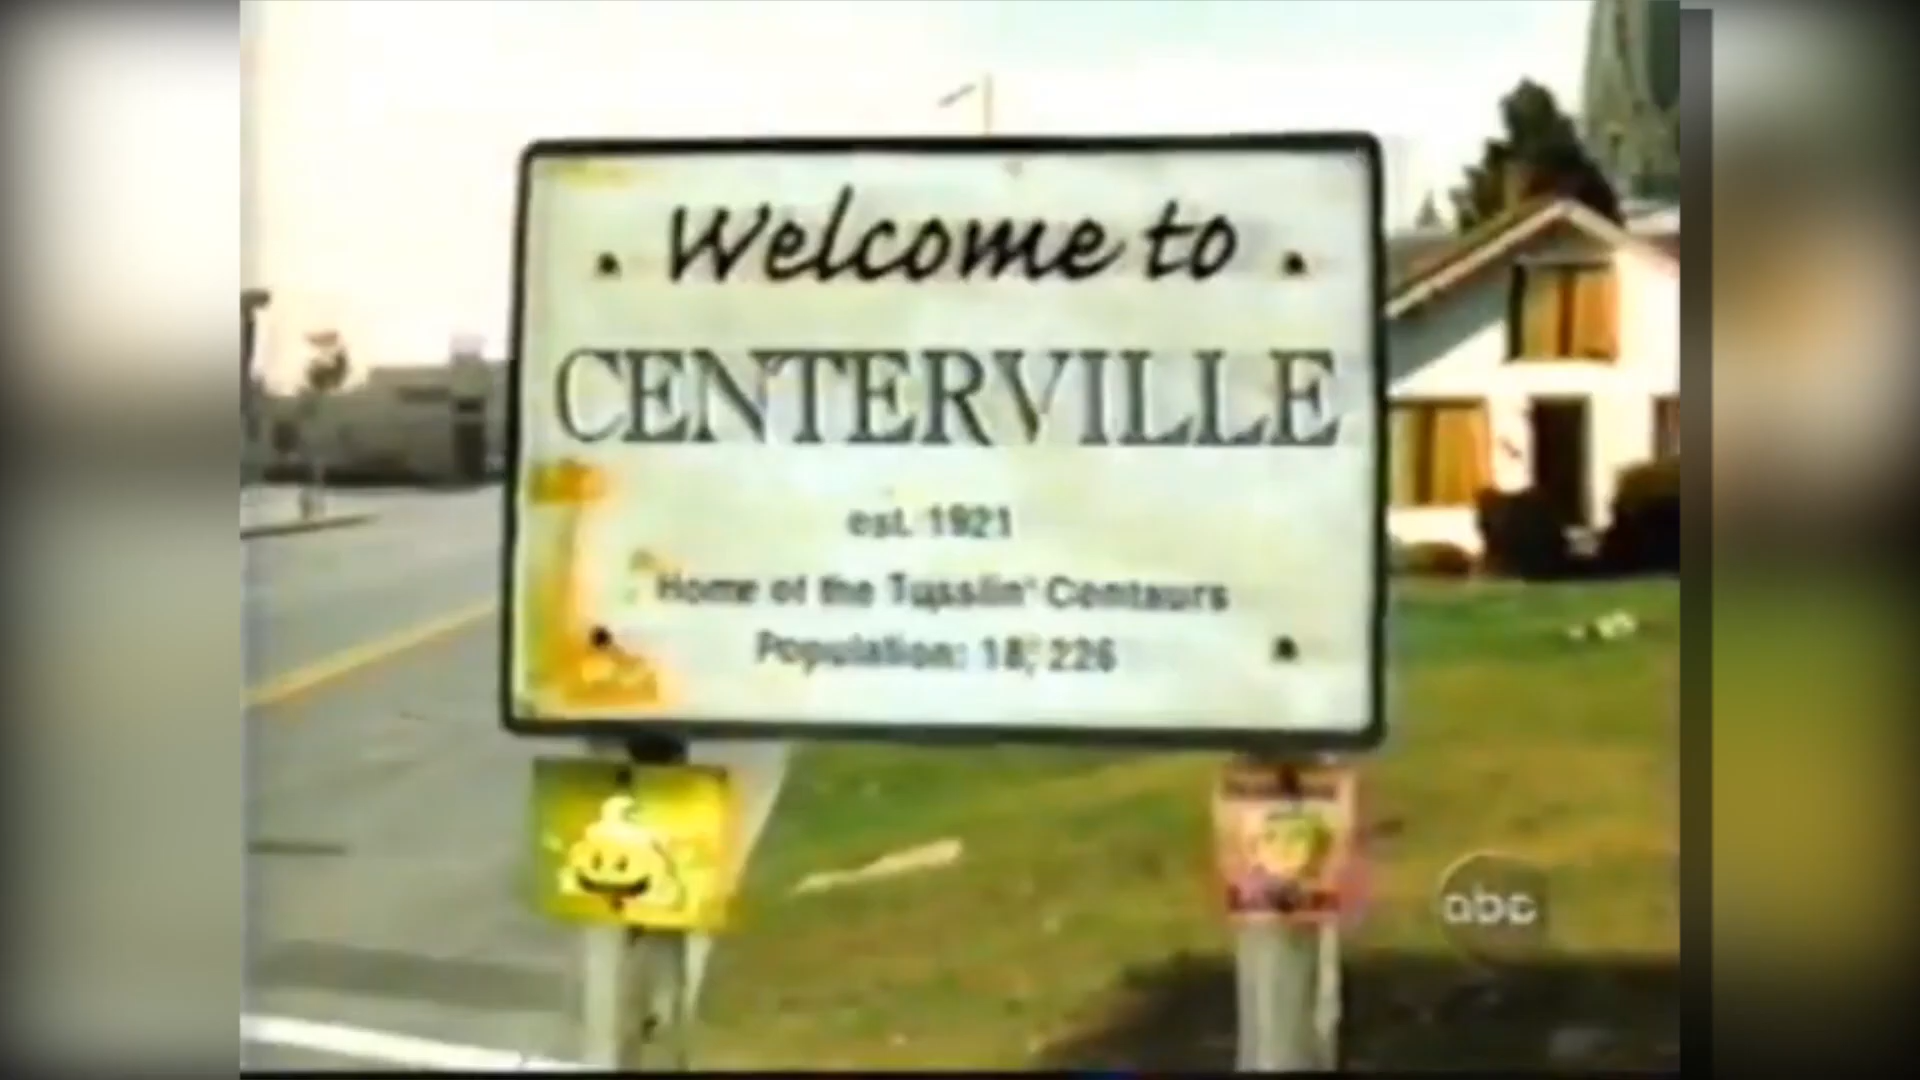 Welcome to
CENTERVILLE
est. 1921
Home of the Tusslin' Centaurs
Population: 18, 226
abc